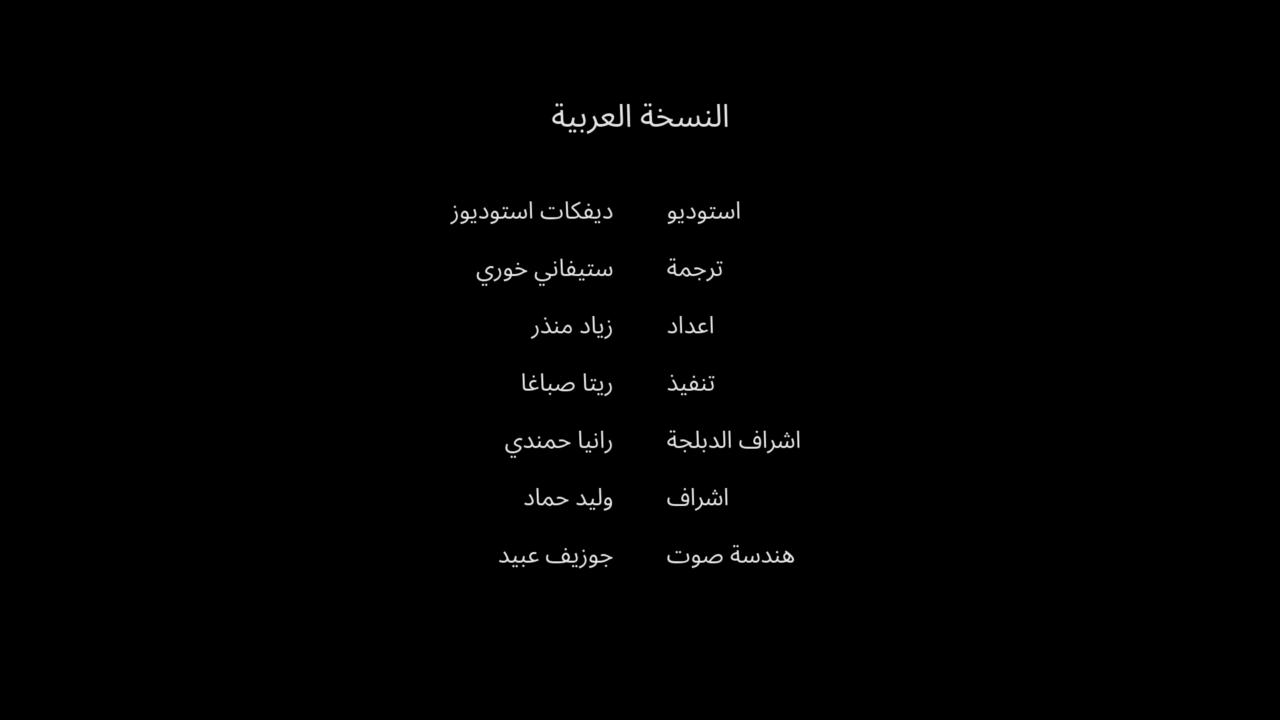 النسخة العربية
استوديو ديفكات استوديوز
ترجمة ستيفاني خوري
اعداد زياد منذر
تنفيذ ريتا صباغا
اشراف الدبلجة رانيا حمندي
اشراف وليد حماد
هندسة صوت جوزيف عبيد